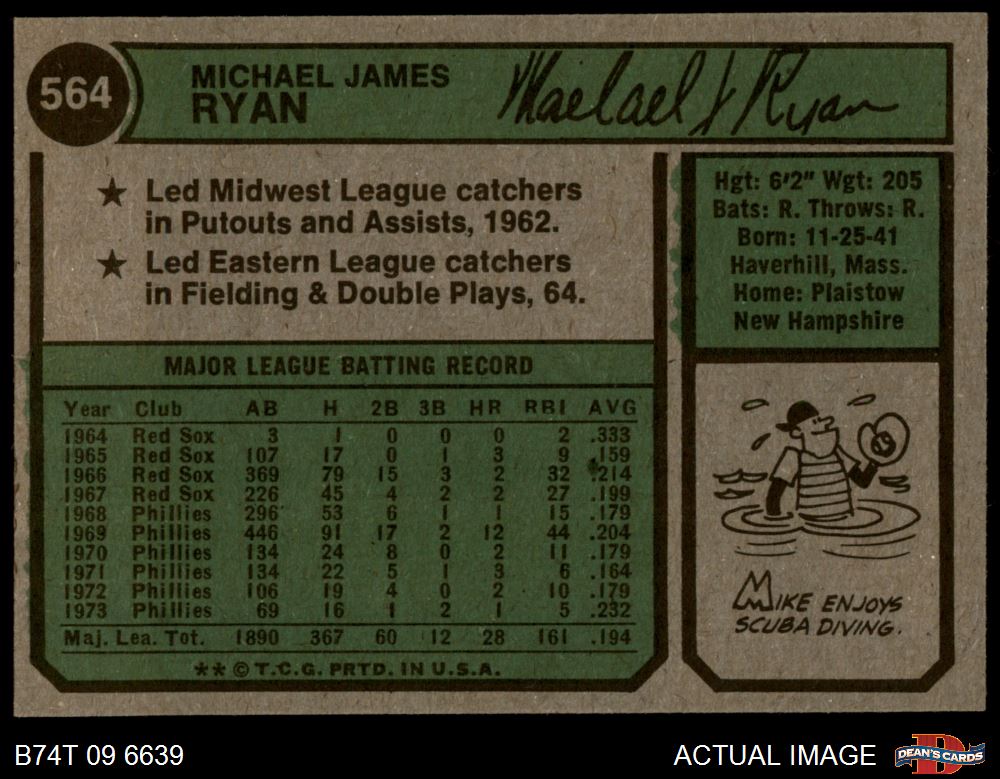 564
MICHAEL JAMES
RYAN
Michael J Ryan
★ Led Midwest League catchers
in Putouts and Assists, 1962.
★ Led Eastern League catchers
in Fielding & Double Plays, 64.
Hgt: 6'2" Wgt: 205
Bats: R. Throws: R.
Born: 11-25-41
Haverhill, Mass.
Home: Plaistow
New Hampshire
MAJOR LEAGUE BATTING RECORD
Year Club AB H 2B 3B HR RBI AVG
1964 Red Sox 3 1 0 0 0 2 .333
1965 Red Sox 107 17 0 1 3 9 .159
1966 Red Sox 369 79 15 3 2 32 .214
1967 Red Sox 226 45 4 2 2 27 .199
1968 Phillies 296 53 6 1 1 15 .179
1969 Phillies 446 91 17 2 12 44 .204
1970 Phillies 134 24 8 0 2 11 .179
1971 Phillies 134 22 5 1 3 6 .164
1972 Phillies 106 19 4 0 2 10 .179
1973 Phillies 69 16 1 2 1 5 .232
Maj. Lea. Tot. 1890 367 60 12 28 161 .194
** © T.C.G. PRTD. IN U.S.A.
MIKE ENJOYS
SCUBA DIVING.
B74T 09 6639
ACTUAL IMAGE
DEAN'S CARDS